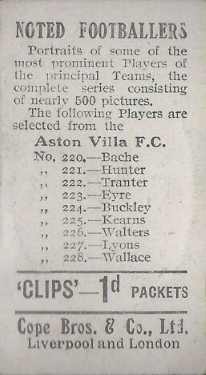 NOTED FOOTBALLERS
Portraits of some of the
most prominent Players of
the principal Teams, the
complete series consisting
of nearly 500 pictures.
The following Players are
selected from the
Aston Villa F.C.
No. 220.—Bache
„ 221.—Hunter
„ 222.—Tranter
„ 223.—Eyre
„ 224.—Buckley
„ 225.—Kearns
„ 226.—Walters
„ 227.—Lyons
„ 228.—Wallace
'CLIPS'—1d PACKETS
Cope Bros. & Co., Ltd.
Liverpool and London